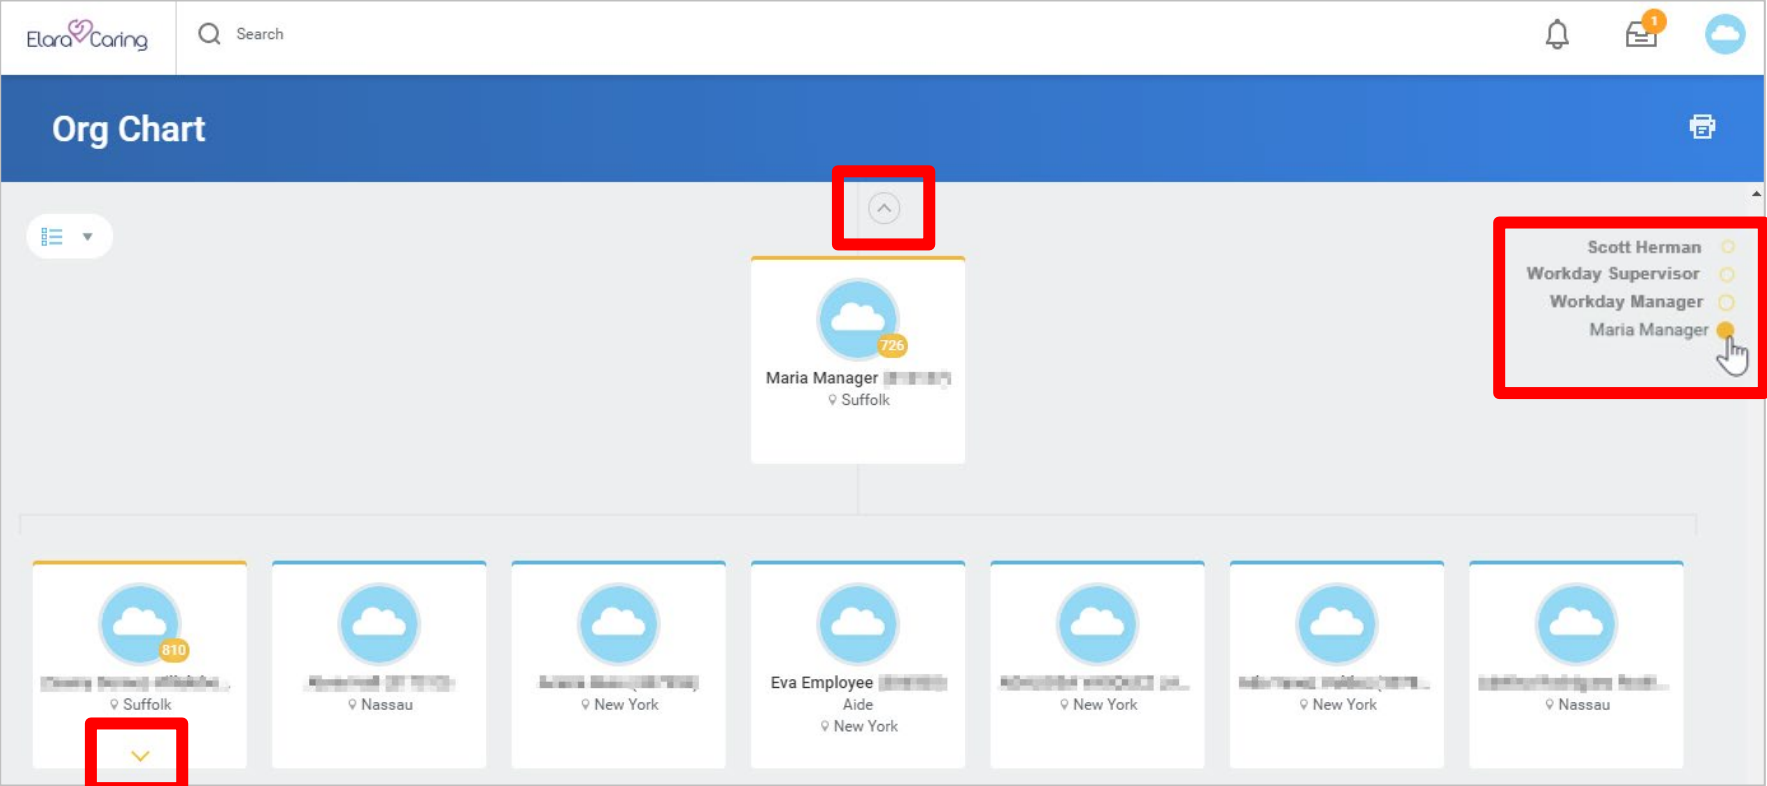 Elara Caring
Search
1
Org Chart
Scott Herman
Workday Supervisor
Workday Manager
Maria Manager
726
Maria Manager
Suffolk
810
Suffolk
Nassau
New York
Eva Employee
Aide
New York
New York
New York
Nassau